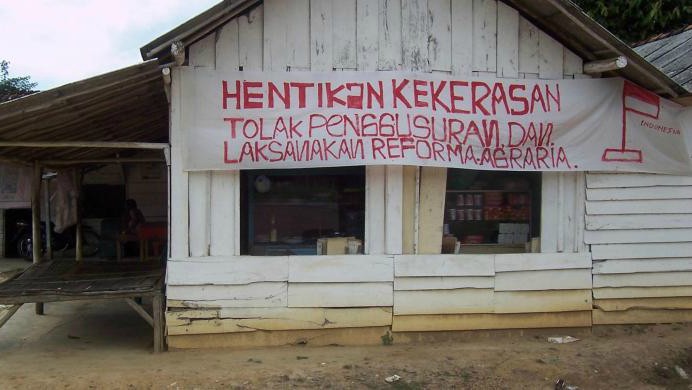 HENTIKAN KEKERASAN
TOLAK PENGGUSURAN DAN
LAKSANAKAN REFORMA AGRARIA.
INDONESIA